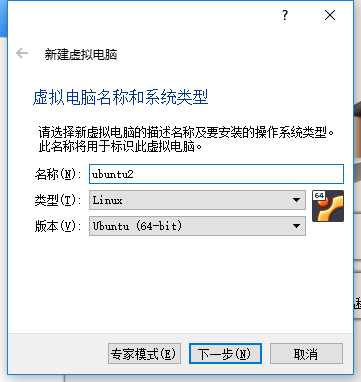 ?
新建虚拟电脑
虚拟电脑名称和系统类型
请选择新虚拟电脑的描述名称及要安装的操作系统类型。
此名称将用于标识此虚拟电脑。
名称(N): ubuntu2
类型(T): Linux
64
版本(V): Ubuntu (64-bit)
专家模式(E) 下一步(N) 取消